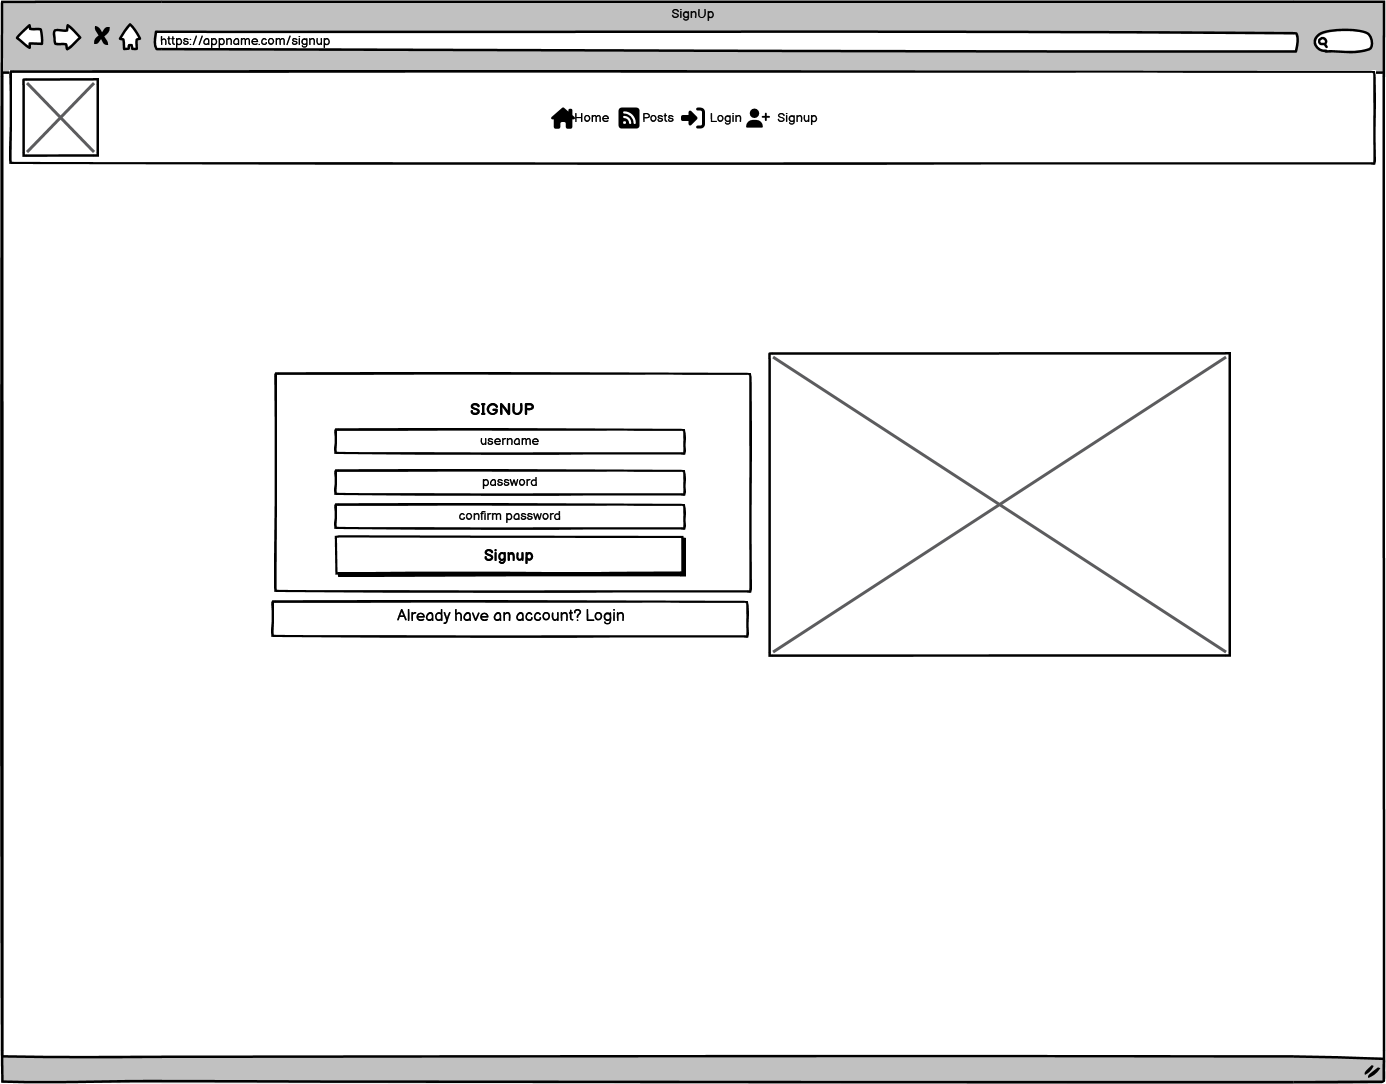 SignUp
https://appname.com/signup
Home Posts Login Signup
SIGNUP
username
password
confirm password
Signup
Already have an account? Login